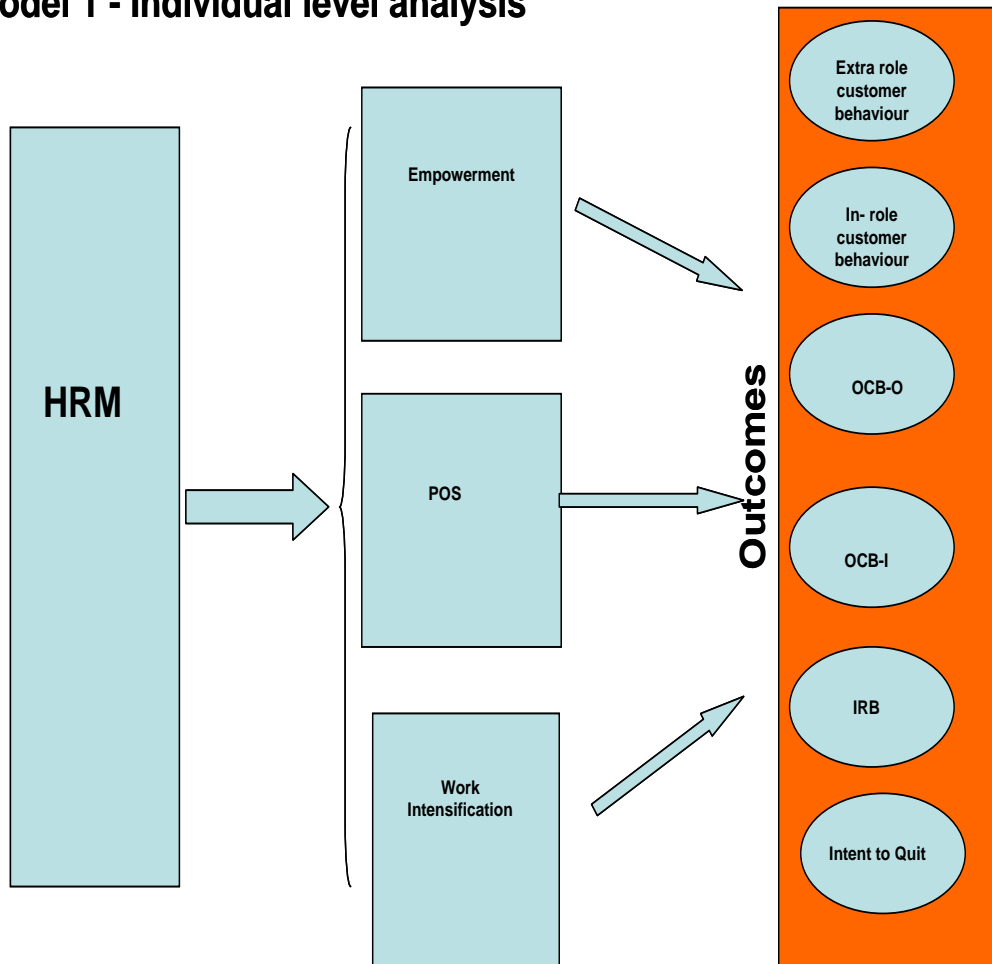 odel 1 - Individual level analysis
HRM
Empowerment
POS
Work
Intensification
Outcomes
Extra role
customer
behaviour
In- role
customer
behaviour
OCB-O
OCB-I
IRB
Intent to Quit